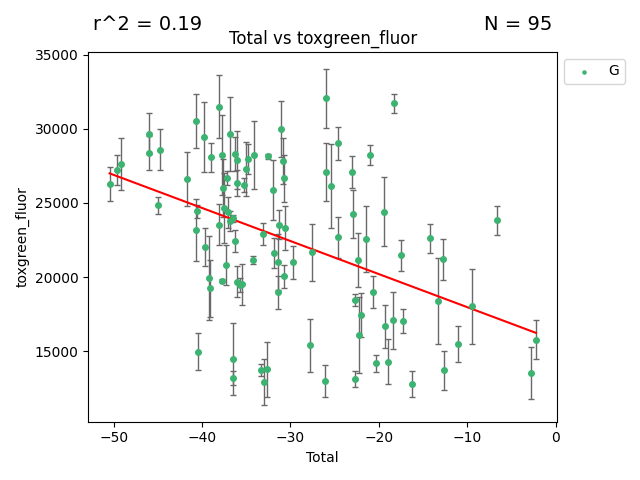 r^2 = 0.19
N = 95
Total vs toxgreen_fluor
G
35000
30000
25000
20000
15000
toxgreen_fluor
−50
−40
−30
−20
−10
0
Total